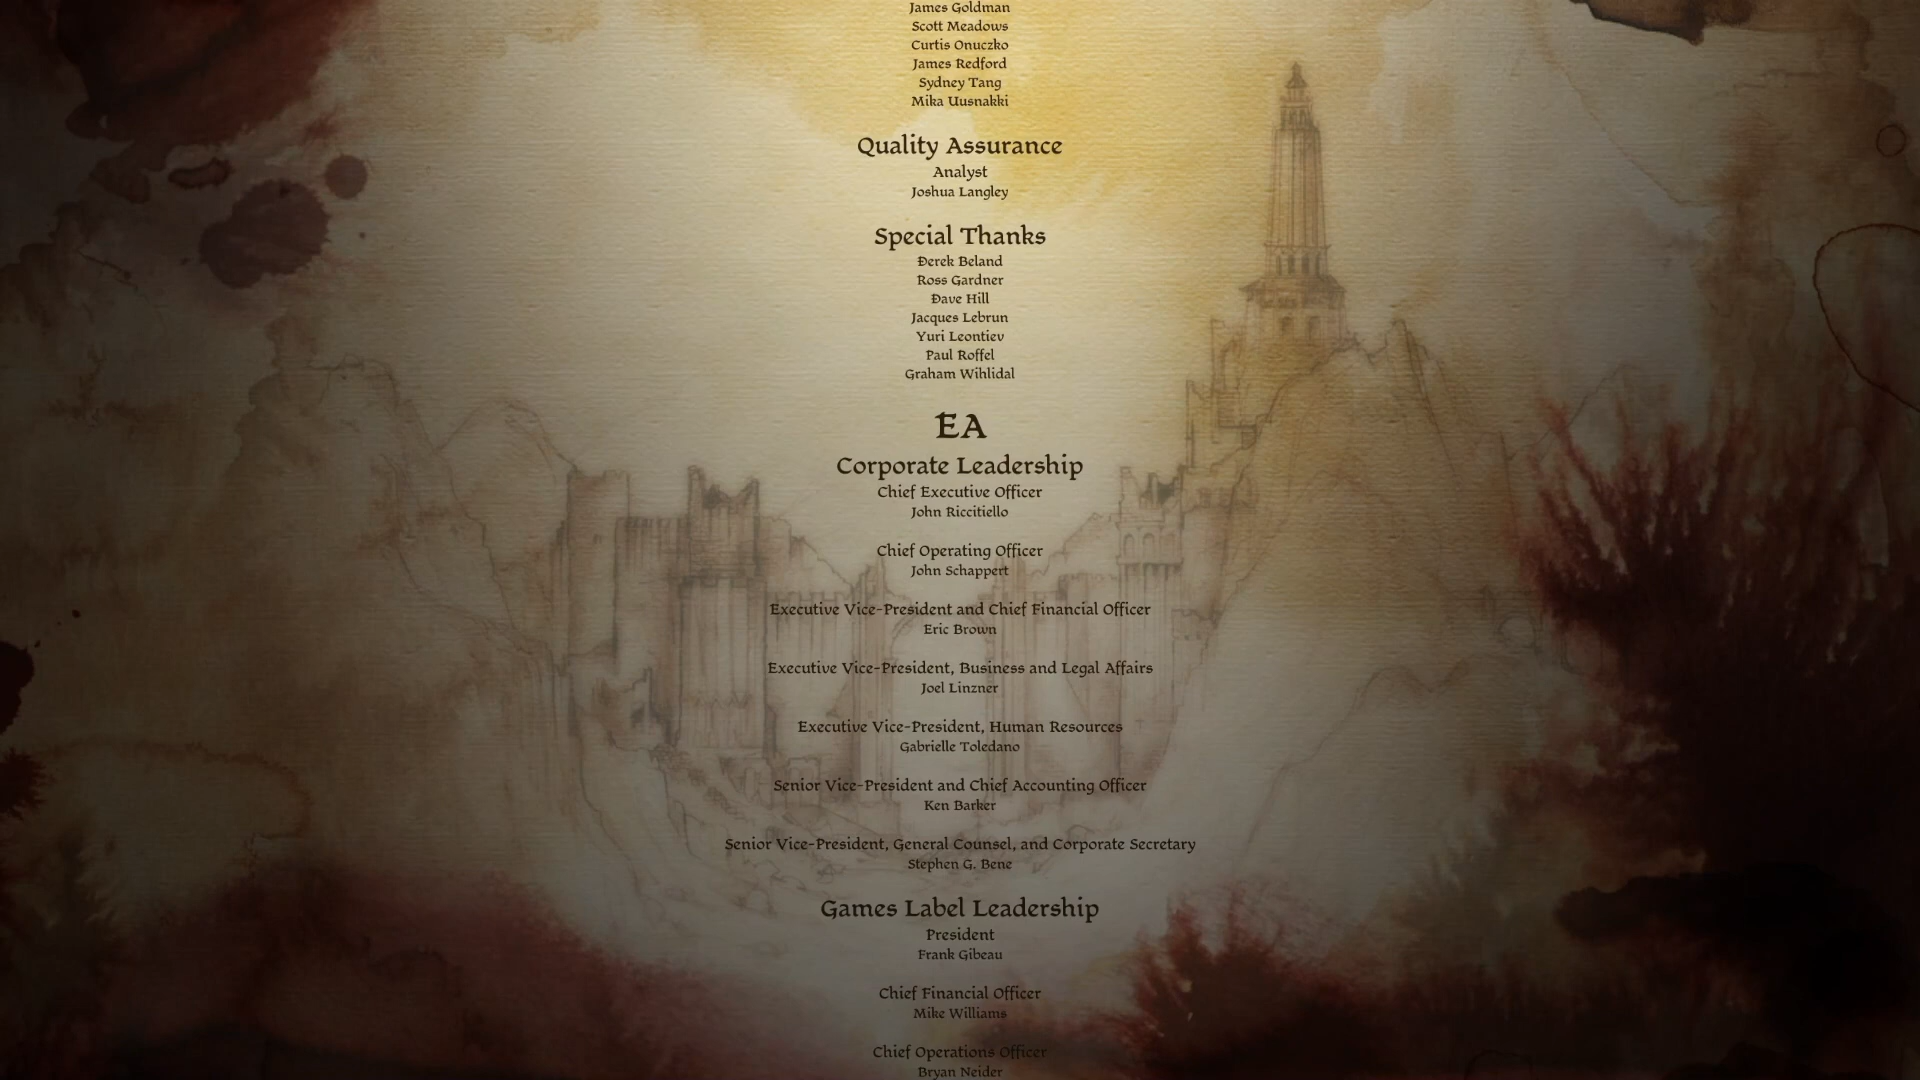 James Goldman
Scott Meadows
Curtis Onuczko
James Redford
Sydney Tang
Mika Uusnakki
Quality Assurance
Analyst
Joshua Langley
Special Thanks
Derek Beland
Ross Gardner
Dave Hill
Jacques Lebrun
Yuri Leontiev
Paul Roffel
Graham Wihlidal
EA
Corporate Leadership
Chief Executive Officer
John Riccitiello
Chief Operating Officer
John Schappert
Executive Vice-President and Chief Financial Officer
Eric Brown
Executive Vice-President, Business and Legal Affairs
Joel Linzner
Executive Vice-President, Human Resources
Gabrielle Toledano
Senior Vice-President and Chief Accounting Officer
Ken Barker
Senior Vice-President, General Counsel, and Corporate Secretary
Stephen G. Bene
Games Label Leadership
President
Frank Gibeau
Chief Financial Officer
Mike Williams
Chief Operations Officer
Bryan Neider